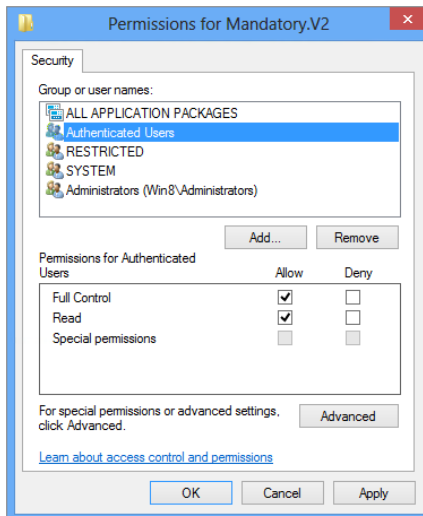 Permissions for Mandatory.V2
Security
Group or user names:
ALL APPLICATION PACKAGES
Authenticated Users
RESTRICTED
SYSTEM
Administrators (Win8\Administrators)
Add...
Remove
Permissions for Authenticated
Users
Allow
Deny
Full Control
Read
Special permissions
For special permissions or advanced settings,
click Advanced.
Advanced
Learn about access control and permissions
OK
Cancel
Apply